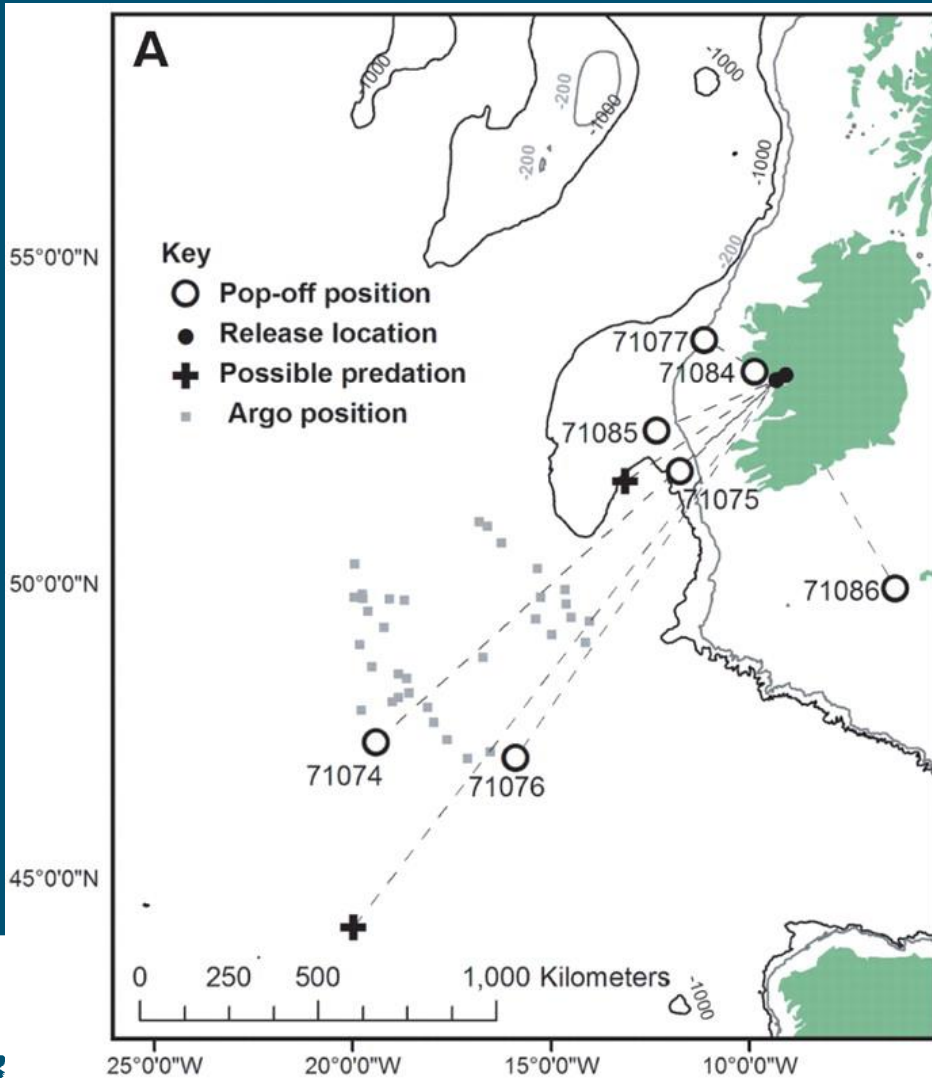 A
-1000
-200
-1000
-1000
-200
-1000
-200
55°0'0"N
Key
Pop-off position
Release location
Possible predation
Argo position
71077
71084
71085
71075
50°0'0"N
71086
71074
71076
45°0'0"N
0 250 500 1,000 Kilometers
-1000
25°0'0"W 20°0'0"W 15°0'0"W 10°0'0"W